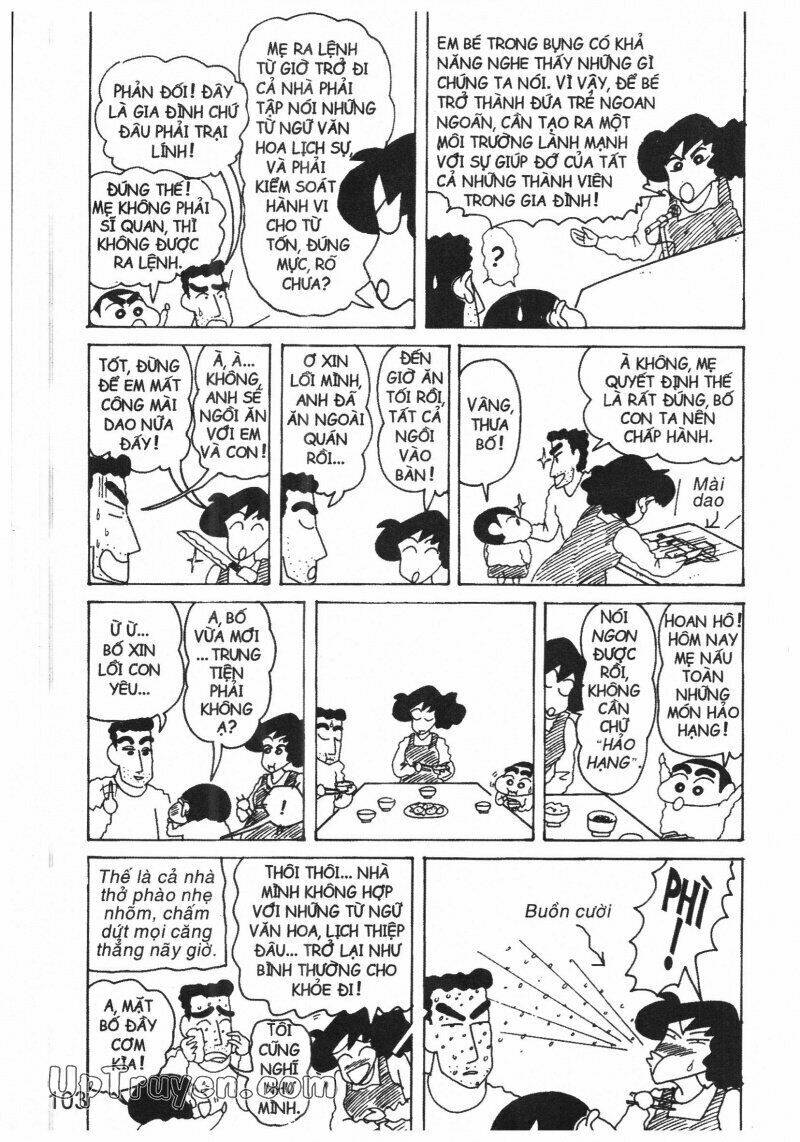 EM BÉ TRONG BỤNG CÓ KHẢ
NĂNG NGHE THẤY NHỮNG GÌ
CHÚNG TA NÓI. VÌ VẬY, ĐỂ BÉ
TRỞ THÀNH ĐỨA TRẺ NGOAN
NGOÃN, CẦN TẠO RA MỘT
MÔI TRƯỜNG LÀNH MẠNH
VỚI SỰ GIÚP ĐỠ CỦA TẤT
CẢ NHỮNG THÀNH VIÊN
TRONG GIA ĐÌNH!
?
MẸ RA LỆNH
TỪ GIỜ TRỞ ĐI
CẢ NHÀ PHẢI
TẬP NÓI NHỮNG
TỪ NGỮ VĂN
HOA LỊCH SỰ,
VÀ PHẢI
KIỂM SOÁT
HÀNH VI
CHO TỪ
TỐN, ĐÚNG
MỰC, RÕ
CHƯA?
PHẢN ĐỐI! ĐÂY
LÀ GIA ĐÌNH CHỨ
ĐÂU PHẢI TRẠI
LÍNH!
ĐÚNG THẾ!
MẸ KHÔNG PHẢI
SĨ QUAN, THÌ
KHÔNG ĐƯỢC
RA LỆNH.
À KHÔNG, MẸ
QUYẾT ĐỊNH THẾ
LÀ RẤT ĐÚNG, BỐ
CON TA NÊN
CHẤP HÀNH.
Mài
dao
VÂNG,
THƯA
BỐ!
ĐẾN
GIỜ ĂN
TỐI RỒI,
TẤT CẢ
NGỒI
VÀO
BÀN!
Ơ XIN
LỖI MÌNH,
ANH ĐÃ
ĂN NGOÀI
QUÁN
RỒI...
À, À...
KHÔNG,
ANH SẼ
NGỒI ĂN
VỚI EM
VÀ CON!
TỐT, ĐỪNG
ĐỂ EM MẤT
CÔNG MÀI
DAO NỮA
ĐẤY!
HOAN HÔ!
HÔM NAY
MẸ NẤU
TOÀN
NHỮNG
MÓN HẢO
HẠNG!
NÓI
NGON
ĐƯỢC
RỒI,
KHÔNG
CẦN
CHỮ
"HẢO
HẠNG".
A, BỐ
VỪA MỚI
... TRUNG
TIỆN
PHẢI
KHÔNG
Ạ?
!
Ừ Ừ...
BỐ XIN
LỖI CON
YÊU...
PHÌ
!
Buồn cười
THÔI THÔI... NHÀ
MÌNH KHÔNG HỢP
VỚI NHỮNG TỪ NGỮ
VĂN HOA, LỊCH THIỆP
ĐÂU... TRỞ LẠI NHƯ
BÌNH THƯỜNG CHO
KHỎE ĐI!
TÔI
CŨNG
NGHĨ
NHƯ
MÌNH.
Thế là cả nhà
thở phào nhẹ
nhõm, chấm
dứt mọi căng
thẳng nãy giờ.
A, MẶT
BỐ ĐẦY
CƠM
KÌA!
UpTruyen.com
103